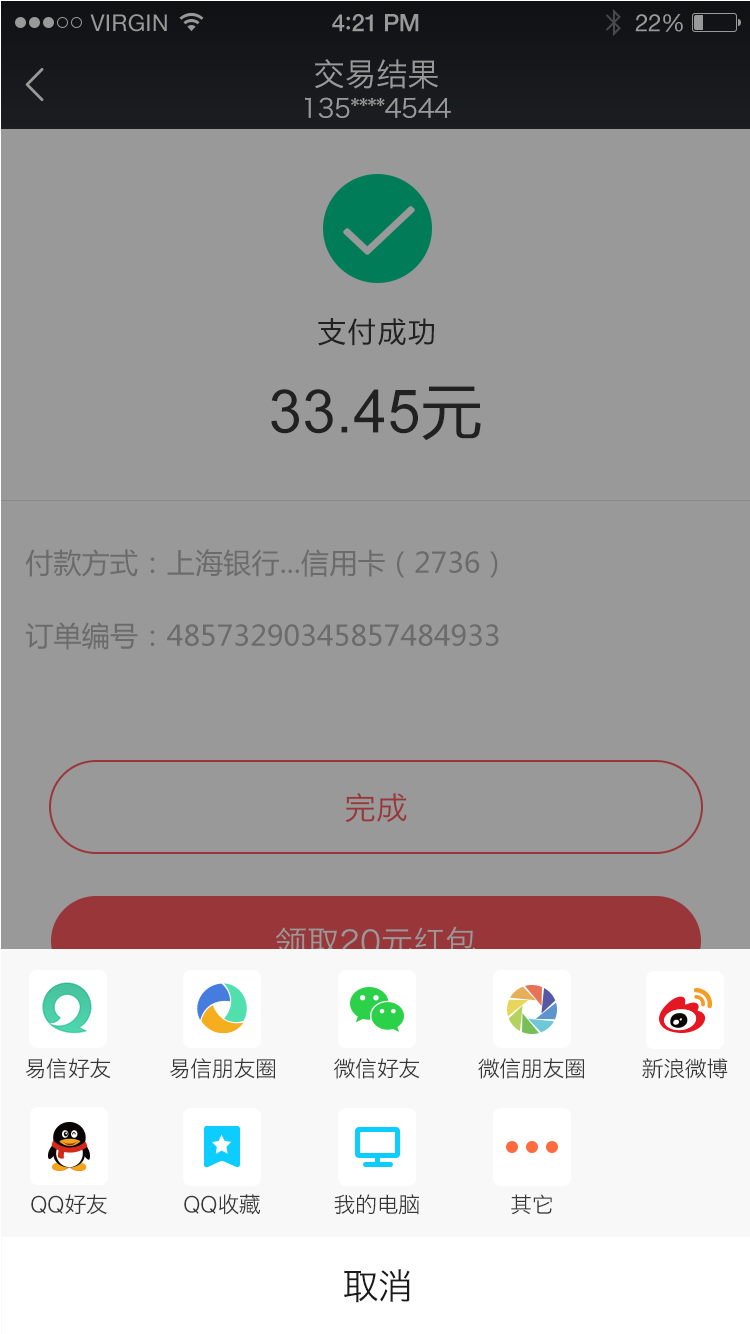 VIRGIN 4:21 PM 22%
交易结果
135****4544
支付成功
33.45元
付款方式：上海银行...信用卡（2736）
订单编号：48573290345857484933
完成
领取20元红包
易信好友 易信朋友圈 微信好友 微信朋友圈 新浪微博
QQ好友 QQ收藏 我的电脑 其它
取消